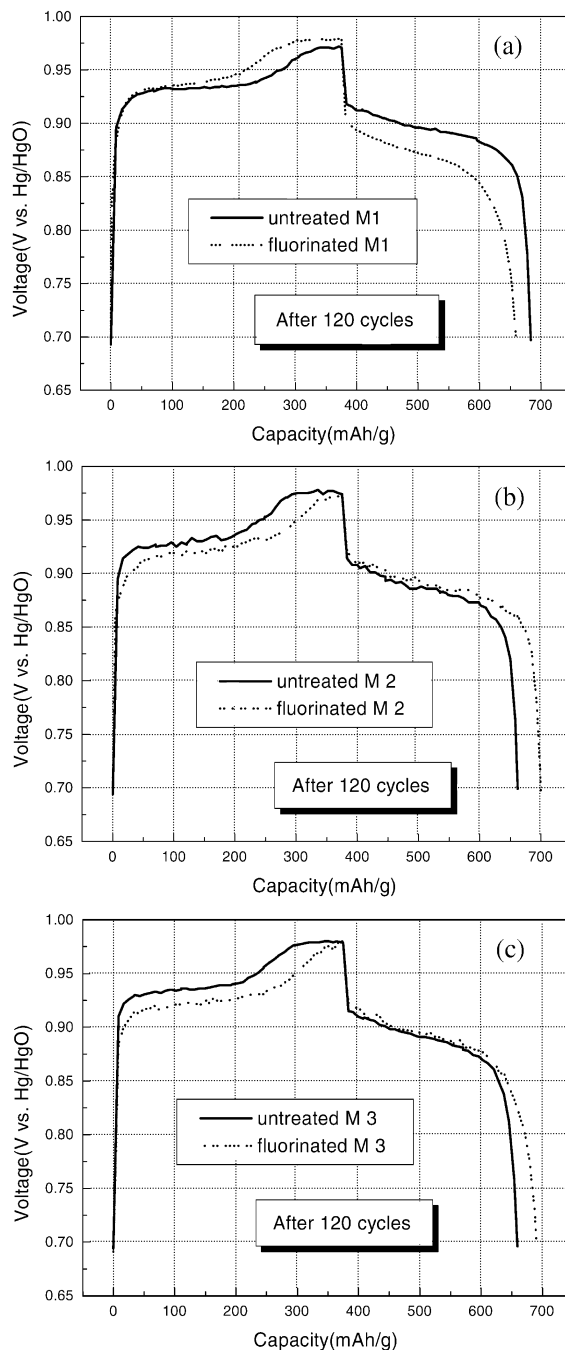 (a)
1.00
0.95
0.90
0.85
0.80
0.75
0.70
0.65
Voltage(V vs. Hg/HgO)
untreated M1
fluorinated M1
After 120 cycles
0 100 200 300 400 500 600 700
Capacity(mAh/g)
(b)
1.00
0.95
0.90
0.85
0.80
0.75
0.70
0.65
Voltage(V vs. Hg/HgO)
untreated M 2
fluorinated M 2
After 120 cycles
0 100 200 300 400 500 600 700
Capacity(mAh/g)
(c)
1.00
0.95
0.90
0.85
0.80
0.75
0.70
0.65
Voltage(V vs. Hg/HgO)
untreated M 3
fluorinated M 3
After 120 cycles
0 100 200 300 400 500 600 700
Capacity(mAh/g)